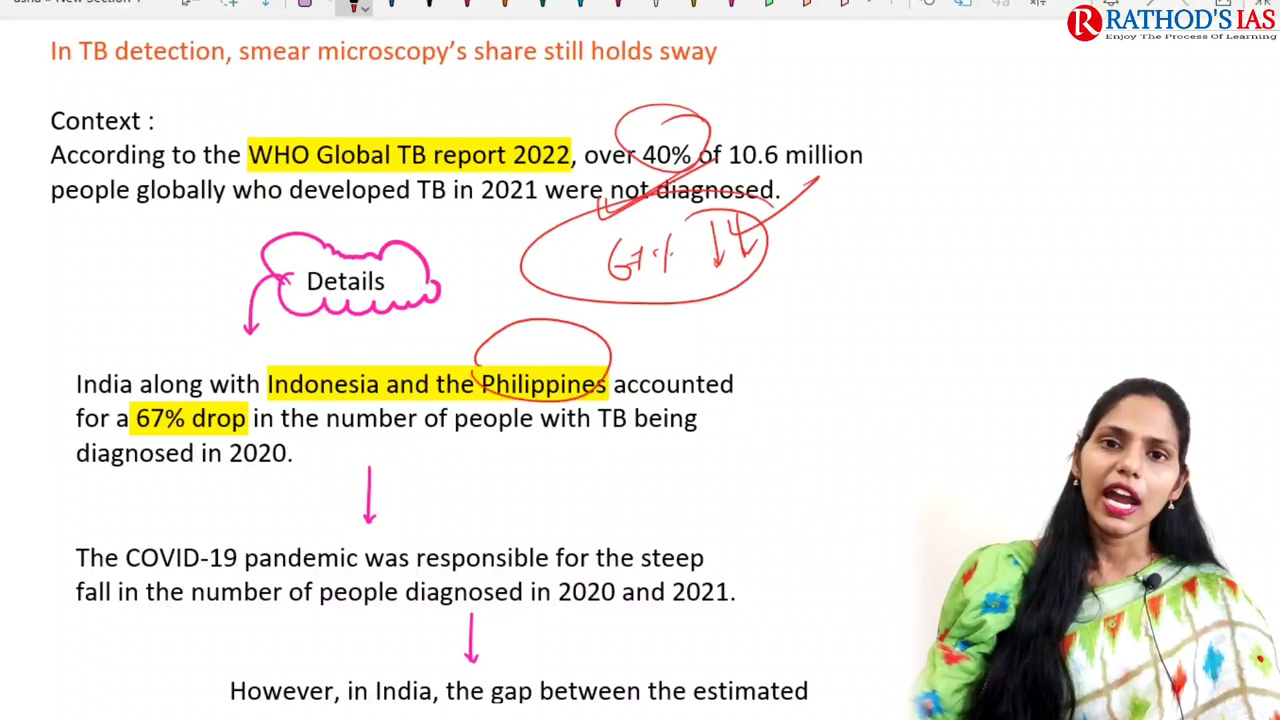 RATHOD'S IAS
Enjoy The Process Of Learning
In TB detection, smear microscopy's share still holds sway
Context :
According to the WHO Global TB report 2022, over 40% of 10.6 million
people globally who developed TB in 2021 were not diagnosed.
67%
Details
India along with Indonesia and the Philippines accounted
for a 67% drop in the number of people with TB being
diagnosed in 2020.
The COVID-19 pandemic was responsible for the steep
fall in the number of people diagnosed in 2020 and 2021.
However, in India, the gap between the estimated